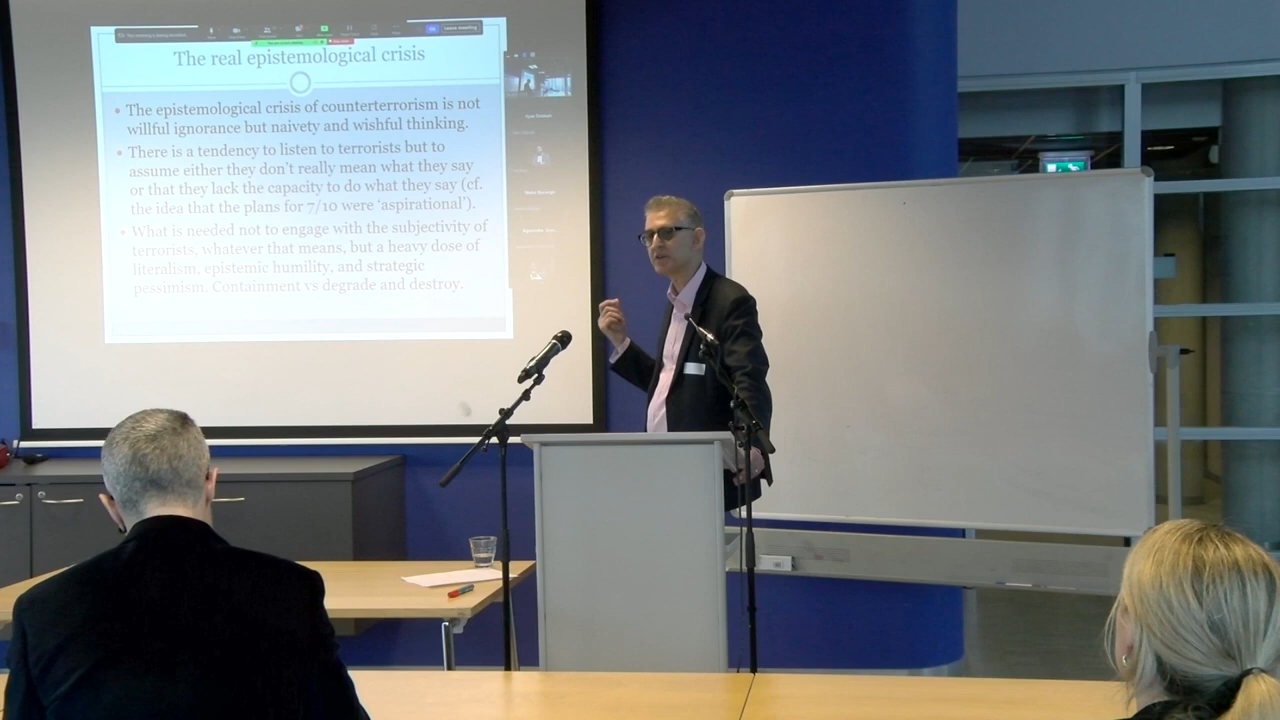 Leave meeting
The real epistemological crisis
• The epistemological crisis of counterterrorism is not
willful ignorance but naivety and wishful thinking.
• There is a tendency to listen to terrorists but to
assume either they don't really mean what they say
or that they lack the capacity to do what they say (cf.
the idea that the plans for 7/10 were 'aspirational').
• What is needed not to engage with the subjectivity of
terrorists, whatever that means, but a heavy dose of
literalism, epistemic humility, and strategic
pessimism. Containment vs degrade and destroy.